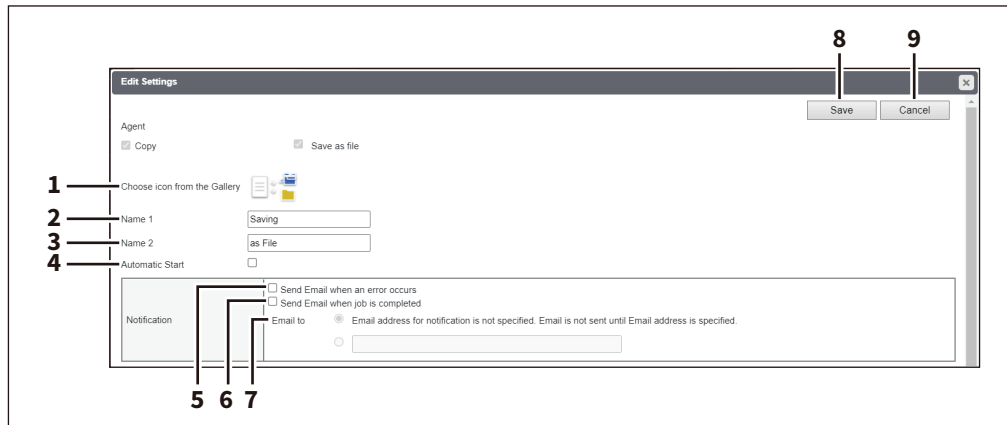 8 9
Edit Settings
Save Cancel
Agent
Copy Save as file
1 Choose icon from the Gallery
2 Name 1 Saving
3 Name 2 as File
4 Automatic Start
Send Email when an error occurs
Send Email when job is completed
Notification Email to Email address for notification is not specified. Email is not sent until Email address is specified.
5 6 7